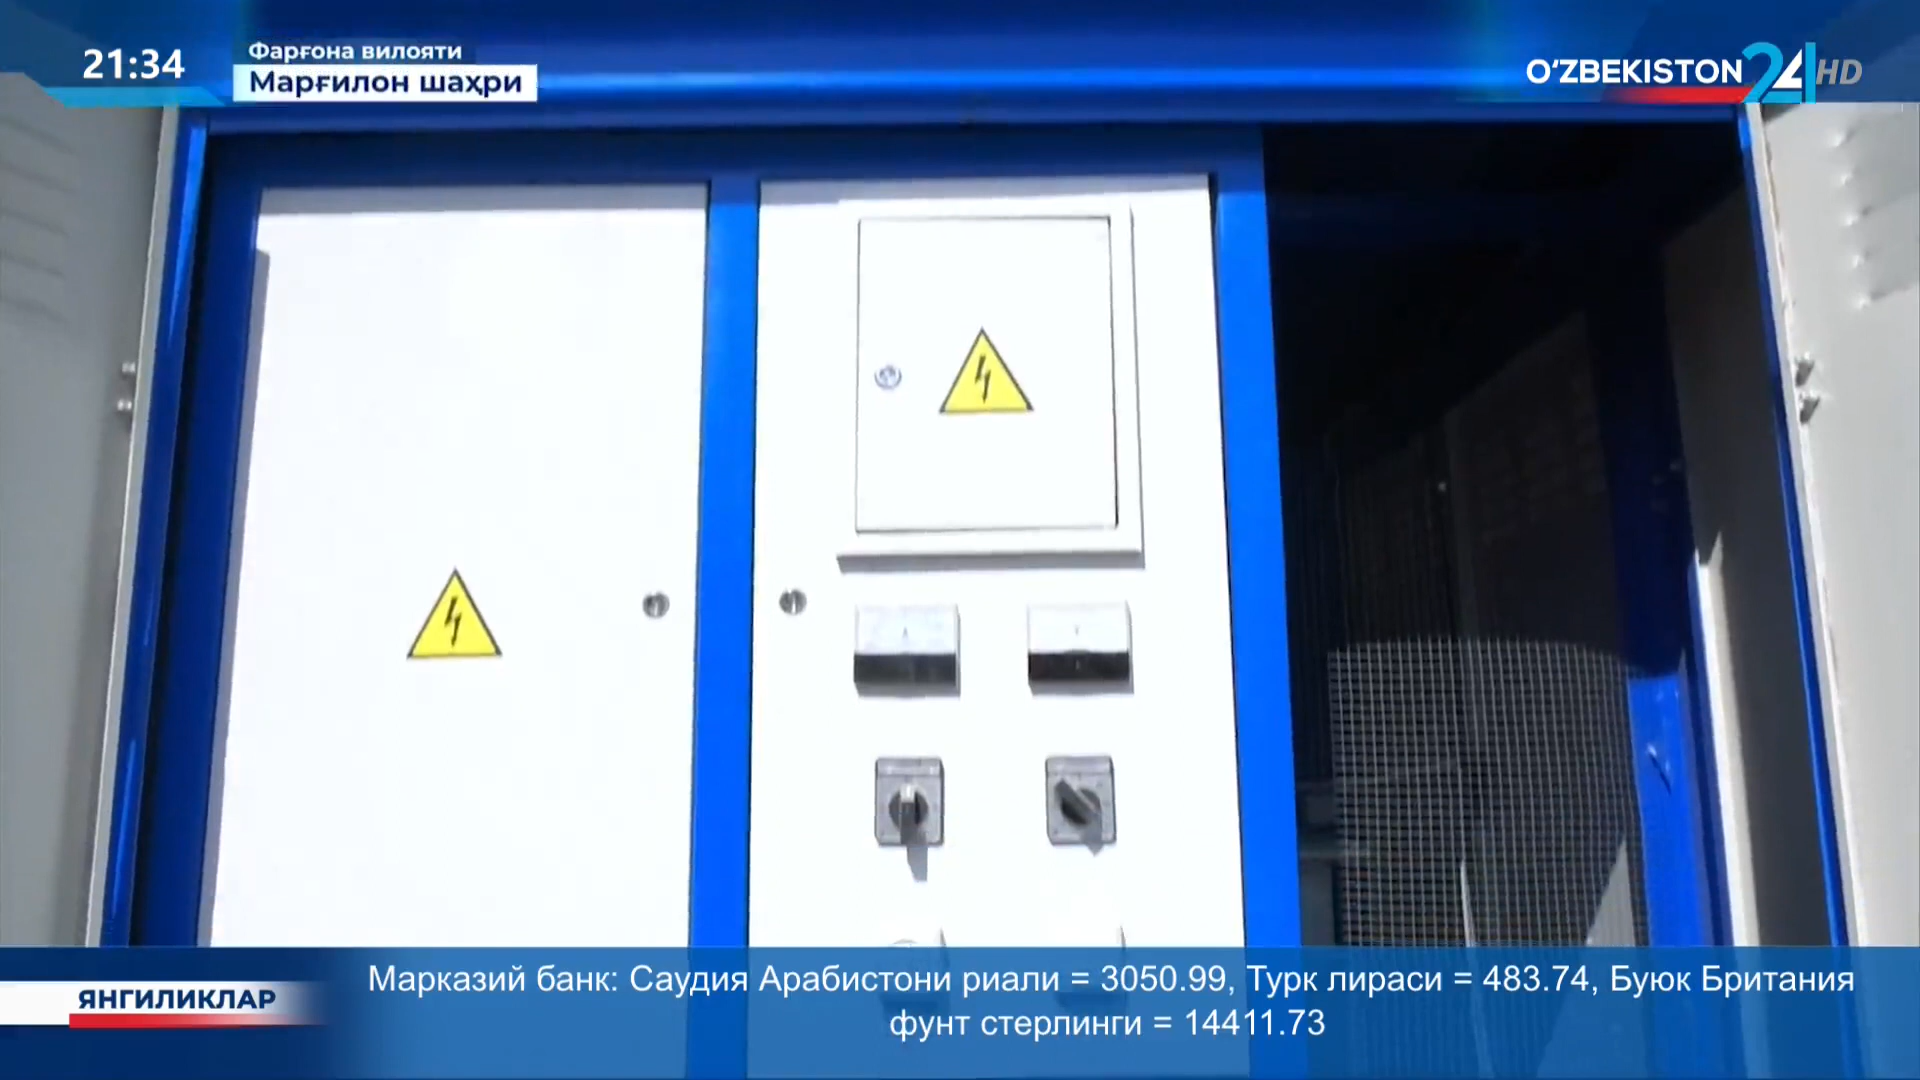 21:34
Фарғона вилояти
Марғилон шаҳри
O‘ZBEKISTON 24 HD
ЯНГИЛИКЛАР
Марказий банк: Саудия Арабистони риали = 3050.99, Турк лираси = 483.74, Буюк Британия
фунт стерлинги = 14411.73